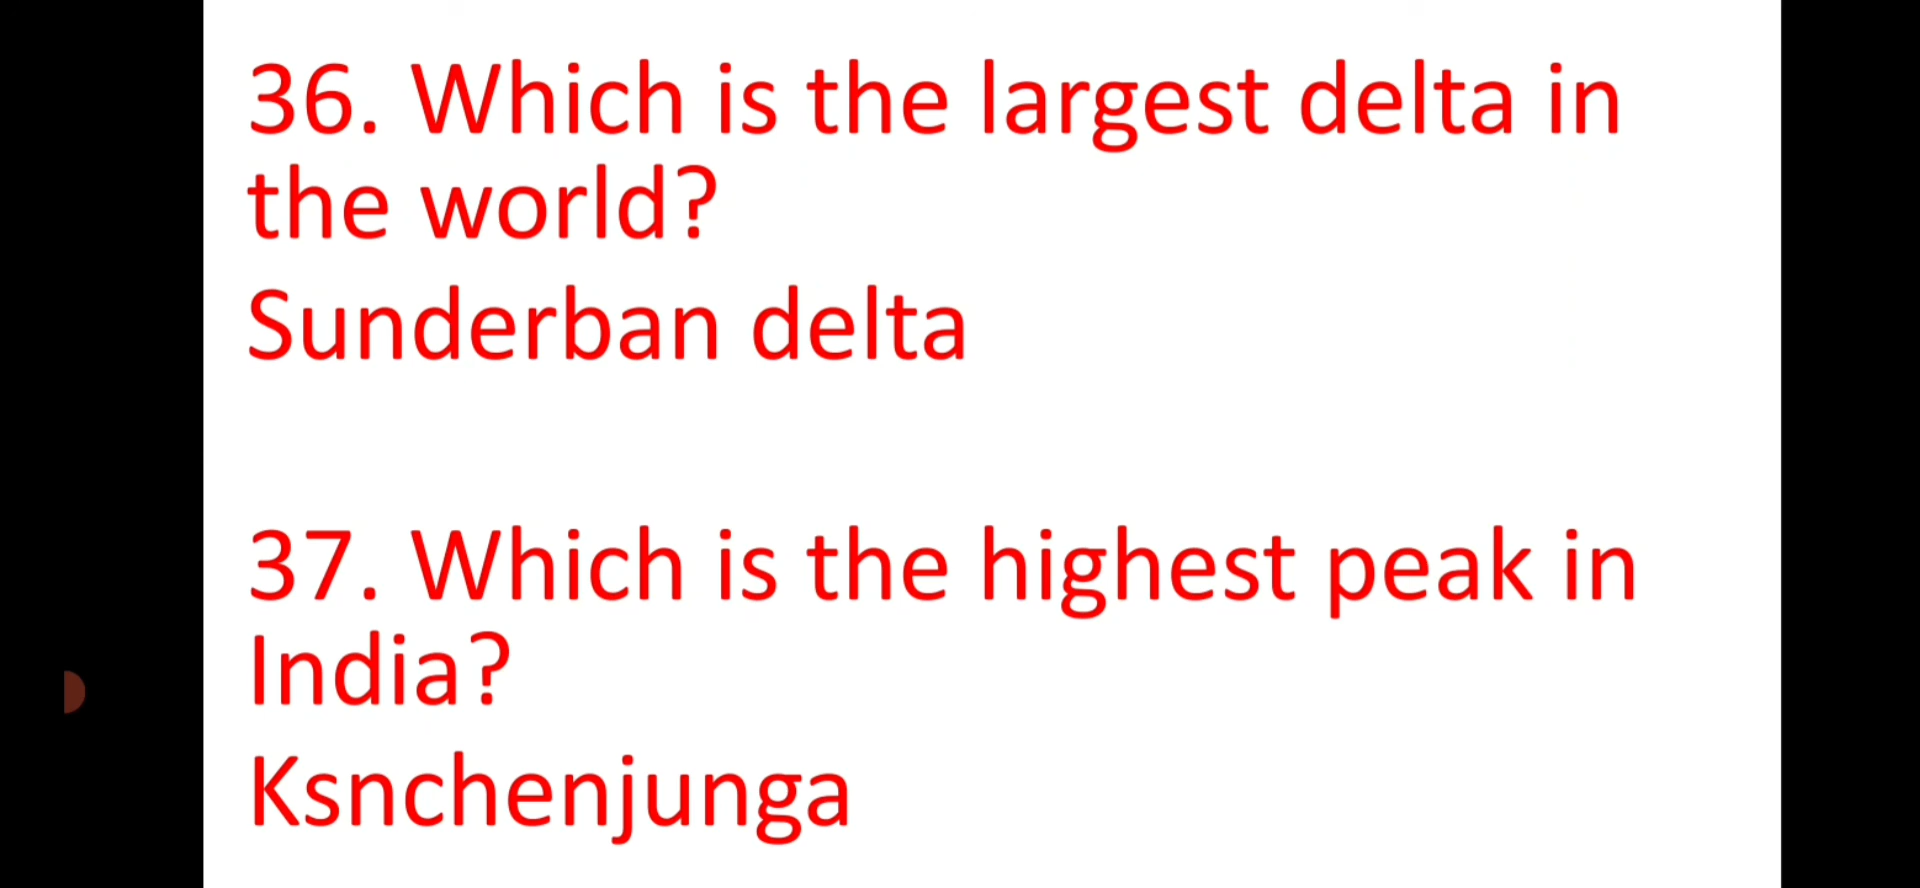 36. Which is the largest delta in
the world?
Sunderban delta
37. Which is the highest peak in
India?
Ksnchenjunga